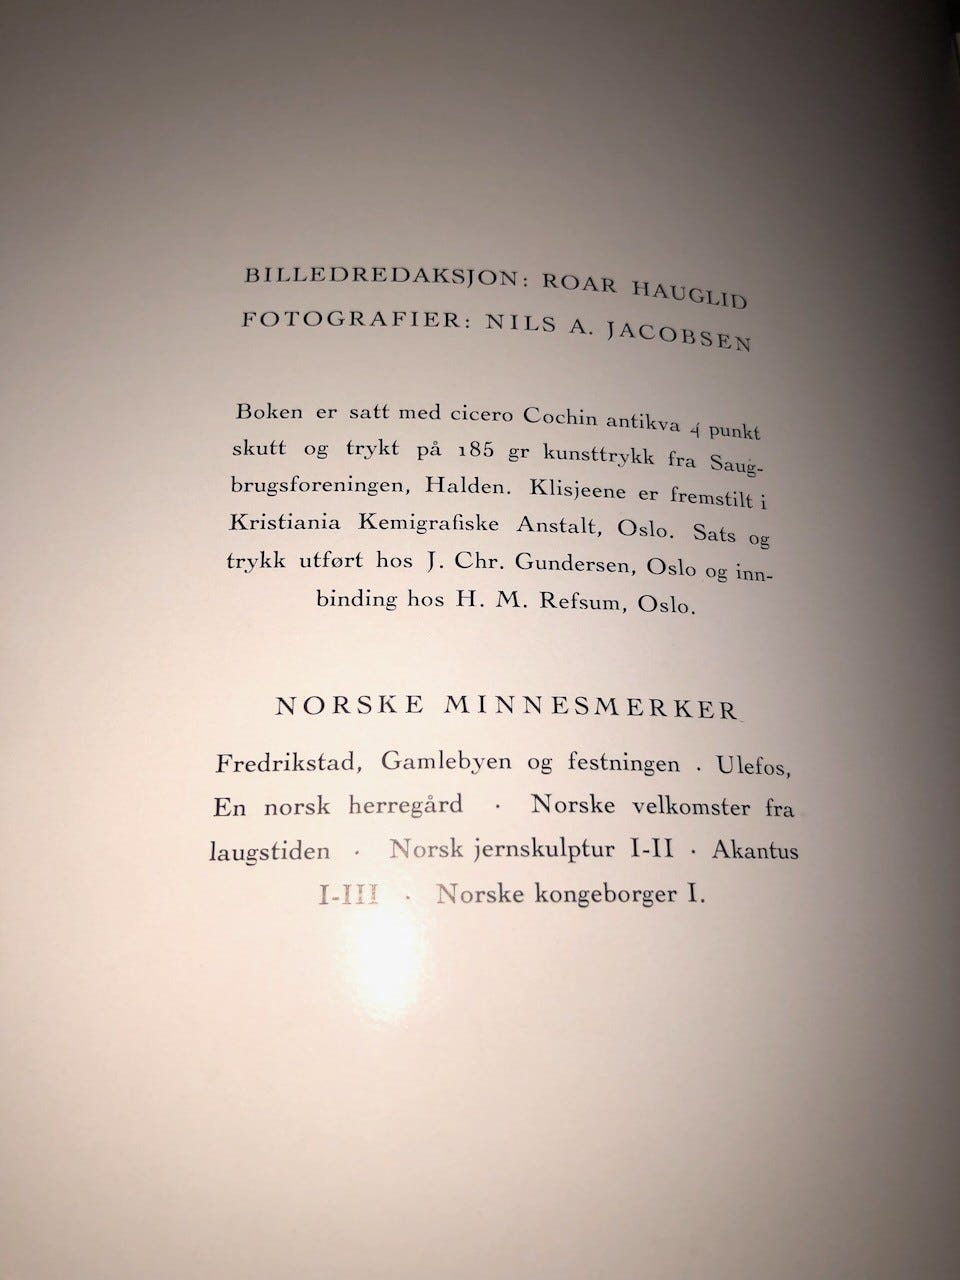 BILLEDREDAKSJON: ROAR HAUGLID
FOTOGRAFIER: NILS A. JACOBSEN
Boken er satt med cicero Cochin antikva 4 punkt
skutt og trykt på 185 gr kunsttrykk fra Saug-
brugsforeningen, Halden. Klisjeene er fremstilt i
Kristiania Kemigrafiske Anstalt, Oslo. Sats og
trykk utført hos J. Chr. Gundersen, Oslo og inn-
binding hos H. M. Refsum, Oslo.
NORSKE MINNESMERKER
Fredrikstad, Gamlebyen og festningen . Ulefos,
En norsk herregård · Norske velkomster fra
laugstiden · Norsk jernskulptur I-II · Akantus
I-III · Norske kongeborger I.